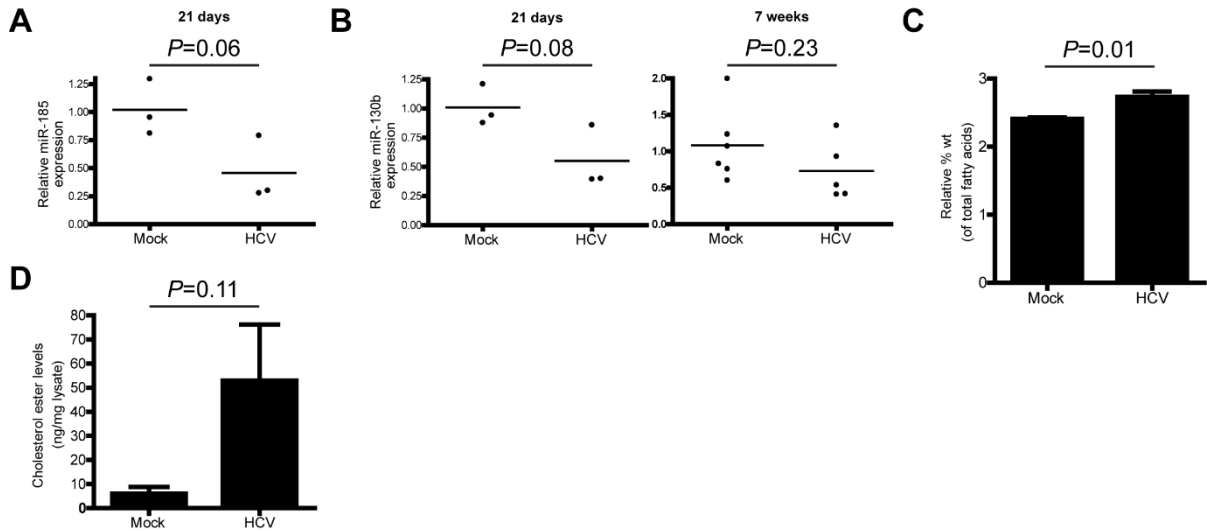 A
21 days
P=0.06
Relative miR-185
expression
1.25
1.00
0.75
0.50
0.25
0.00
Mock
HCV
B
21 days
P=0.08
Relative miR-130b
expression
1.25
1.00
0.75
0.50
0.25
0.00
Mock
HCV
7 weeks
P=0.23
2.0
1.5
1.0
0.5
0.0
Mock
HCV
C
P=0.01
Relative % wt
(of total fatty acids)
3
2
1
0
Mock
HCV
D
P=0.11
Cholesterol ester levels
(ng/mg lysate)
80
70
60
50
40
30
20
10
0
Mock
HCV